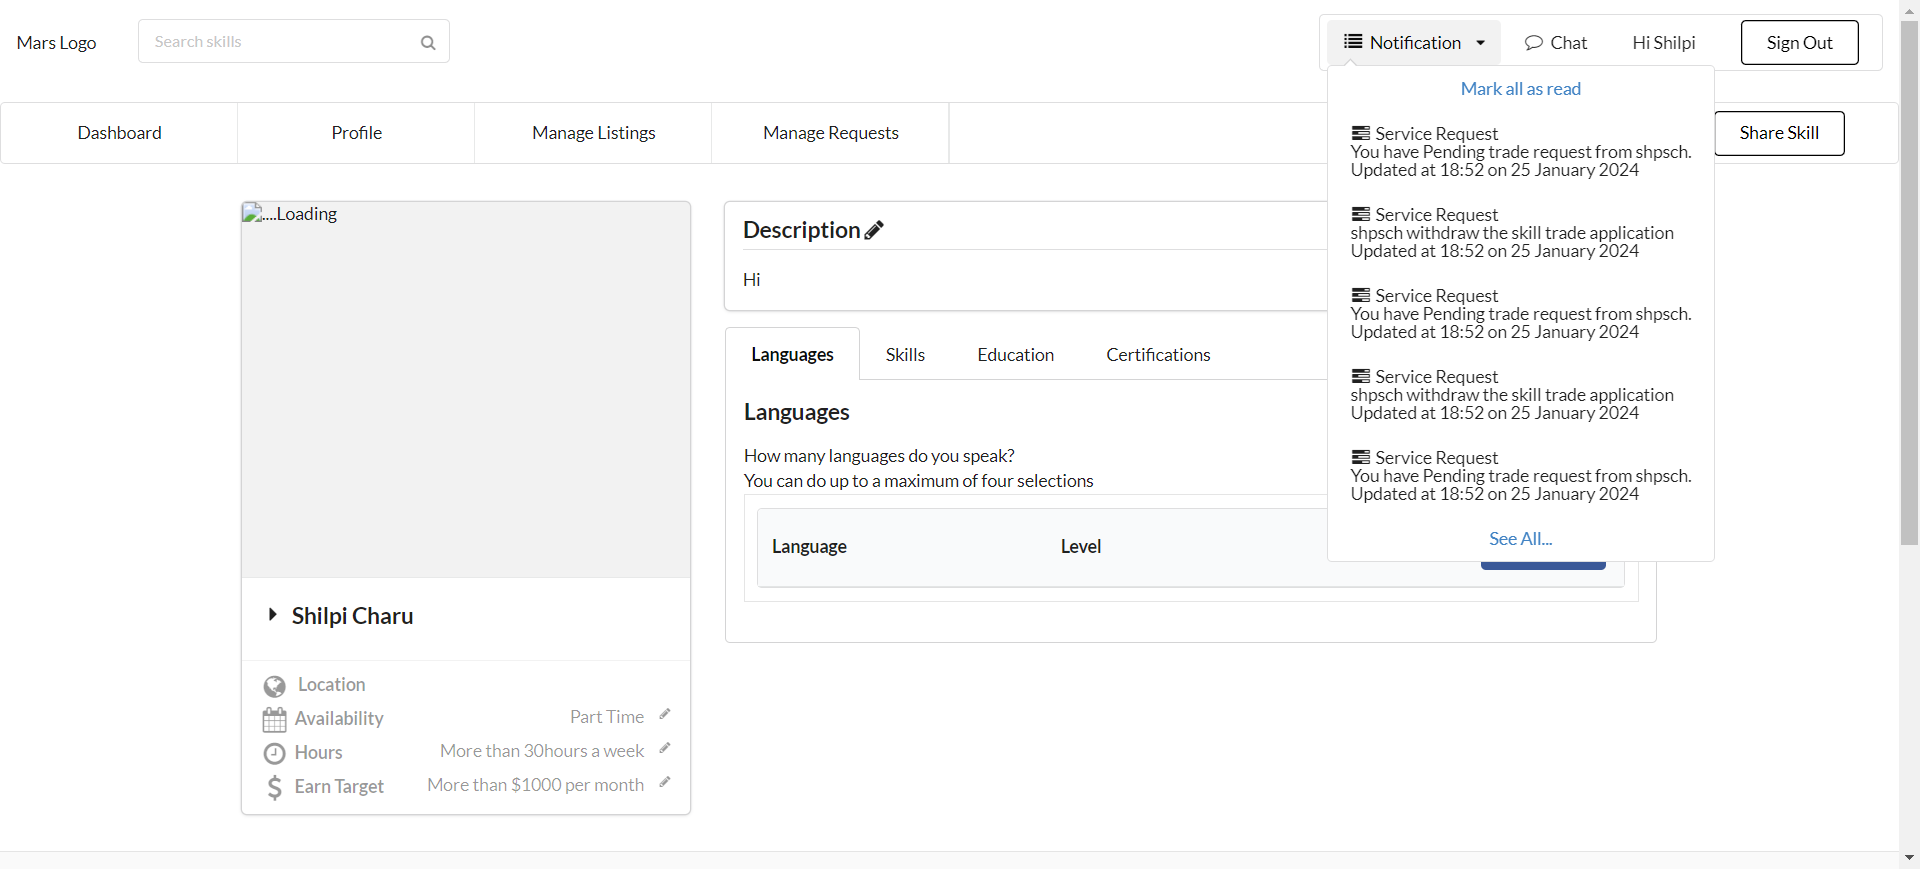 Mars Logo
Search skills
Notification
Chat
Hi Shilpi
Sign Out
Mark all as read
Dashboard
Profile
Manage Listings
Manage Requests
Share Skill
Service Request
You have Pending trade request from shpsch.
Updated at 18:52 on 25 January 2024
Service Request
shpsch withdraw the skill trade application
Updated at 18:52 on 25 January 2024
Service Request
You have Pending trade request from shpsch.
Updated at 18:52 on 25 January 2024
Service Request
shpsch withdraw the skill trade application
Updated at 18:52 on 25 January 2024
Service Request
You have Pending trade request from shpsch.
Updated at 18:52 on 25 January 2024
See All...
....Loading
Shilpi Charu
Location
Availability Part Time
Hours More than 30hours a week
Earn Target More than $1000 per month
Description
Hi
Languages Skills Education Certifications
Languages
How many languages do you speak?
You can do up to a maximum of four selections
Language Level